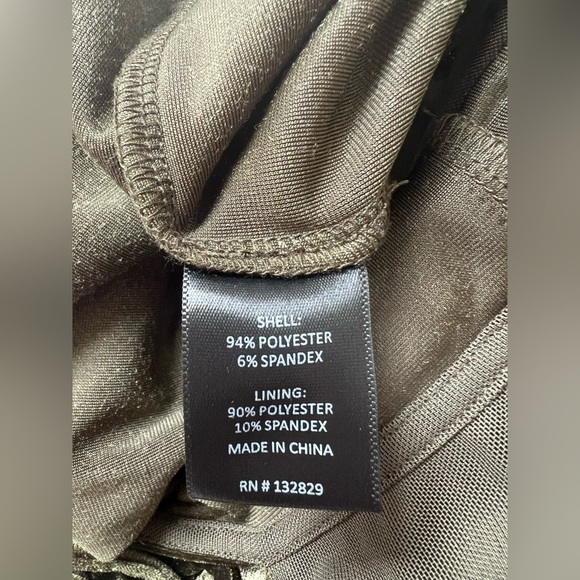 SHELL:
94% POLYESTER
6% SPANDEX
LINING:
90% POLYESTER
10% SPANDEX
MADE IN CHINA
RN # 132829